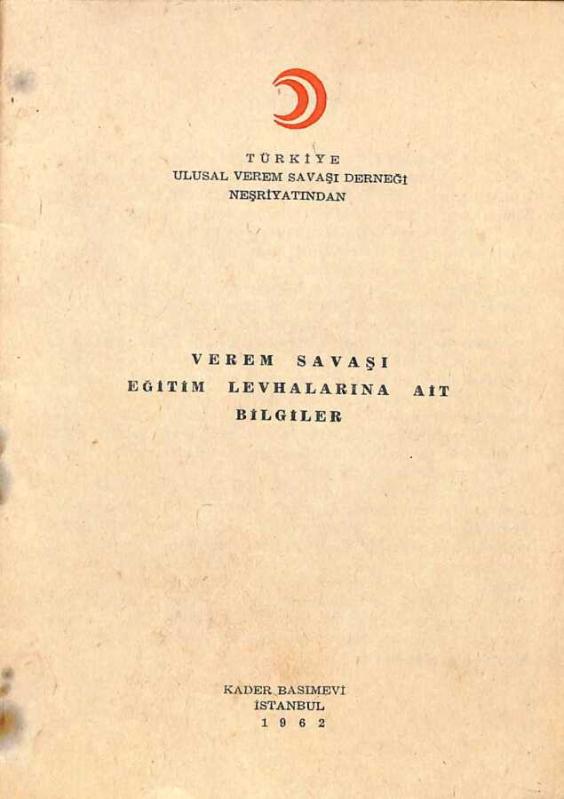 TÜRKİYE
ULUSAL VEREM SAVAŞI DERNEĞİ
NEŞRİYATINDAN
VEREM SAVAŞI
EĞİTİM LEVHALARINA AİT
BİLGİLER
KADER BASIMEVİ
İSTANBUL
1962